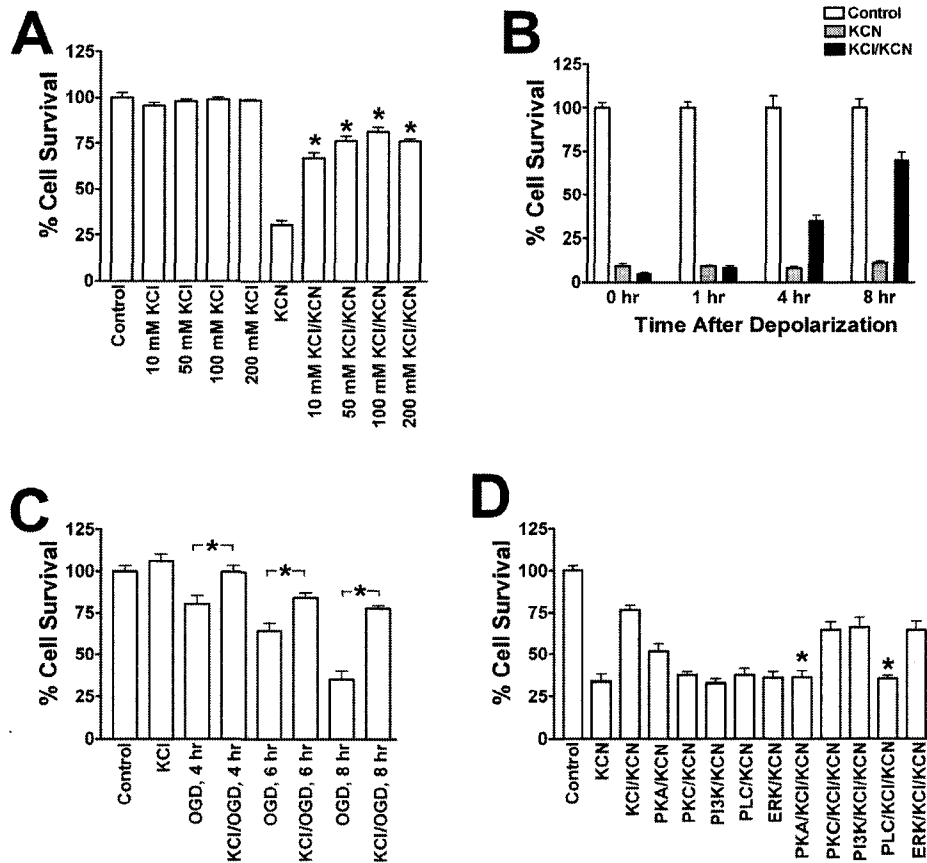 A
% Cell Survival
125
100
75
50
25
0
Control
10 mM KCl
50 mM KCl
100 mM KCl
200 mM KCl
KCN
10 mM KCl/KCN
50 mM KCl/KCN
100 mM KCl/KCN
200 mM KCl/KCN
* * * *
B
Control
KCN
KCl/KCN
% Cell Survival
125
100
75
50
25
0
0 hr 1 hr 4 hr 8 hr
Time After Depolarization
C
% Cell Survival
125
100
75
50
25
0
* * *
Control
KCl
OGD, 4 hr
KCl/OGD, 4 hr
OGD, 6 hr
KCl/OGD, 6 hr
OGD, 8 hr
KCl/OGD, 8 hr
D
% Cell Survival
125
100
75
50
25
0
* *
Control
KCN
KCl/KCN
PKA/KCN
PKC/KCN
PI3K/KCN
PLC/KCN
ERK/KCN
PKA/KCl/KCN
PKC/KCl/KCN
PI3K/KCl/KCN
PLC/KCl/KCN
ERK/KCl/KCN